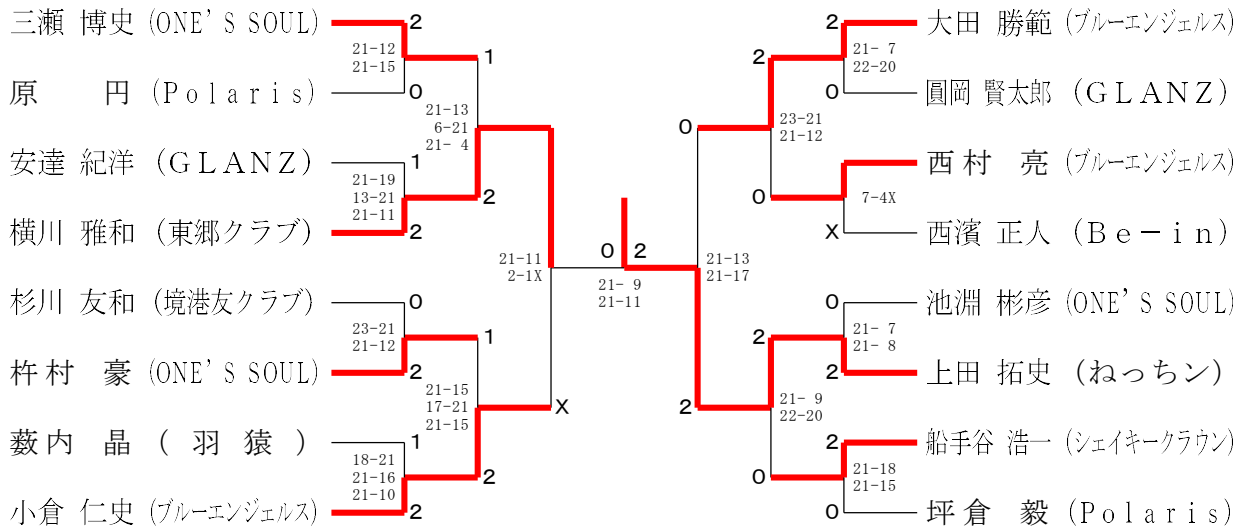 三瀬 博史 (ONE'S SOUL)
2
21-12
21-15
1
原 円 (Polaris)
0
21-13
6-21
21- 4
安達 紀洋 (GLANZ)
1
21-19
13-21
21-11
2
横川 雅和 (東郷クラブ)
2
21-11
2-1X
杉川 友和 (境港友クラブ)
0
23-21
21-12
1
杵村 豪 (ONE'S SOUL)
2
21-15
17-21
21-15
X
薮内 晶 (羽猿)
1
18-21
21-16
21-10
2
小倉 仁史 (ブルーエンジェルス)
2
0 2
21- 9
21-11
2
大田 勝範 (ブルーエンジェルス)
2
21- 7
22-20
0
圓岡 賢太郎 (GLANZ)
0
23-21
21-12
西村 亮 (ブルーエンジェルス)
0
7-4X
X
西濱 正人 (Be-in)
21-13
21-17
0
池淵 彬彦 (ONE'S SOUL)
2
21- 7
21- 8
2
上田 拓史 (ねっちン)
2
21- 9
22-20
2
船手谷 浩一 (シェイキークラウン)
0
21-18
21-15
0
坪倉 毅 (Polaris)